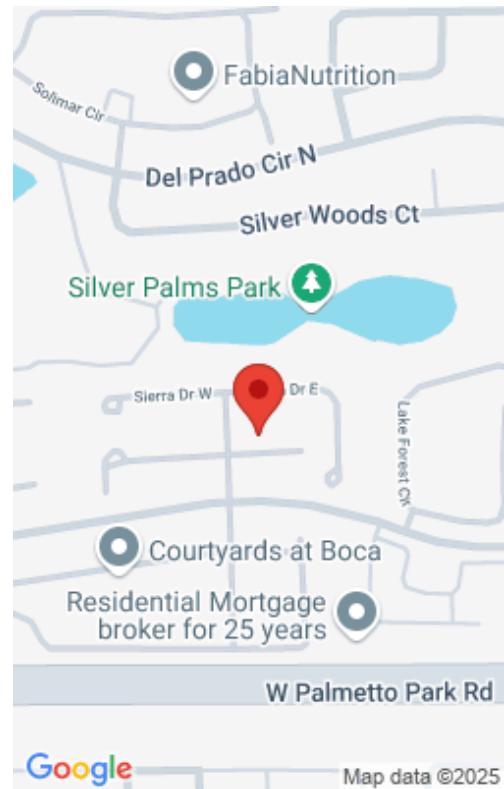 FabiaNutrition
Solimar Cir
Del Prado Cir N
Silver Woods Ct
Silver Palms Park
Sierra Dr W
Dr E
Lake Forest Cir
Courtyards at Boca
Residential Mortgage
broker for 25 years
W Palmetto Park Rd
Google
Map data ©2025